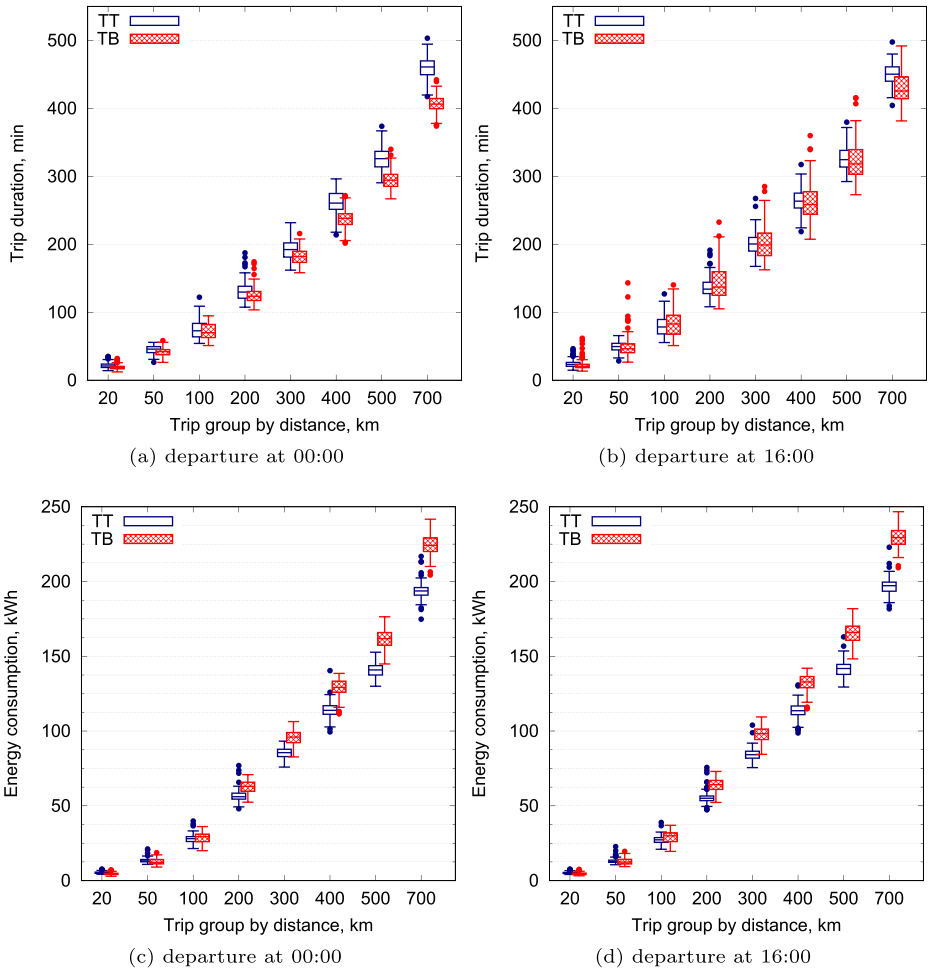 TT
TB
500
400
300
200
100
0
Trip duration, min
20 50 100 200 300 400 500 700
Trip group by distance, km
(a) departure at 00:00
TT
TB
500
400
300
200
100
0
Trip duration, min
20 50 100 200 300 400 500 700
Trip group by distance, km
(b) departure at 16:00
250
TT
TB
200
150
100
50
0
Energy consumption, kWh
20 50 100 200 300 400 500 700
Trip group by distance, km
(c) departure at 00:00
250
TT
TB
200
150
100
50
0
Energy consumption, kWh
20 50 100 200 300 400 500 700
Trip group by distance, km
(d) departure at 16:00